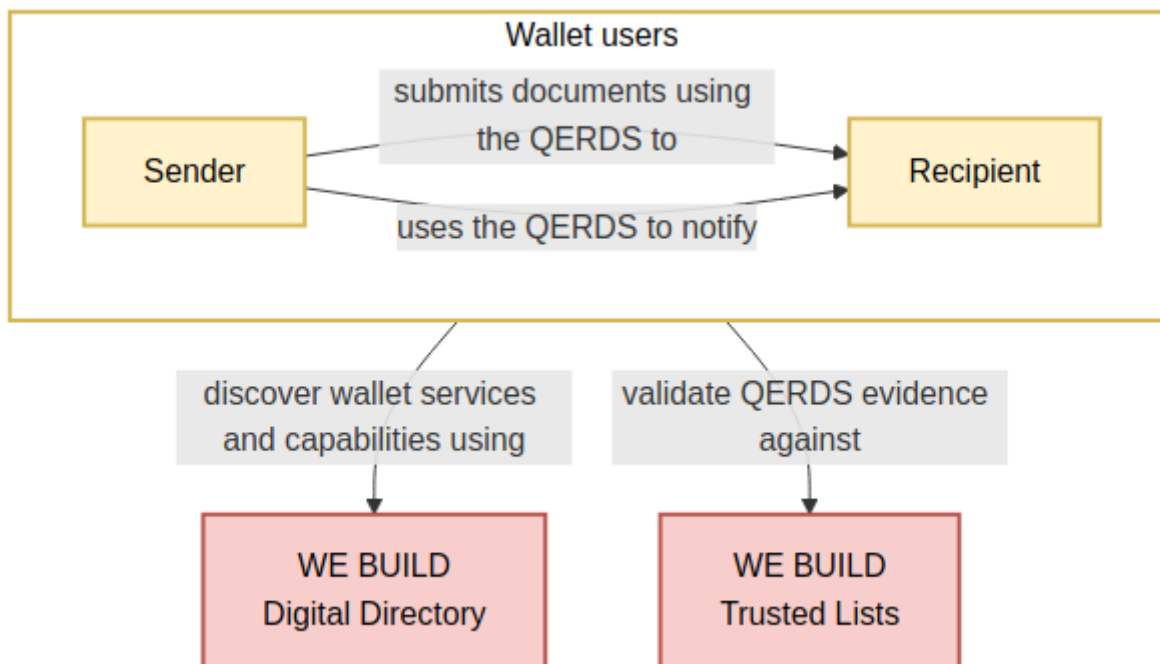 Wallet users
submits documents using
the QERDS to
Sender
Recipient
uses the QERDS to notify
discover wallet services
and capabilities using
validate QERDS evidence
against
WE BUILD
Digital Directory
WE BUILD
Trusted Lists